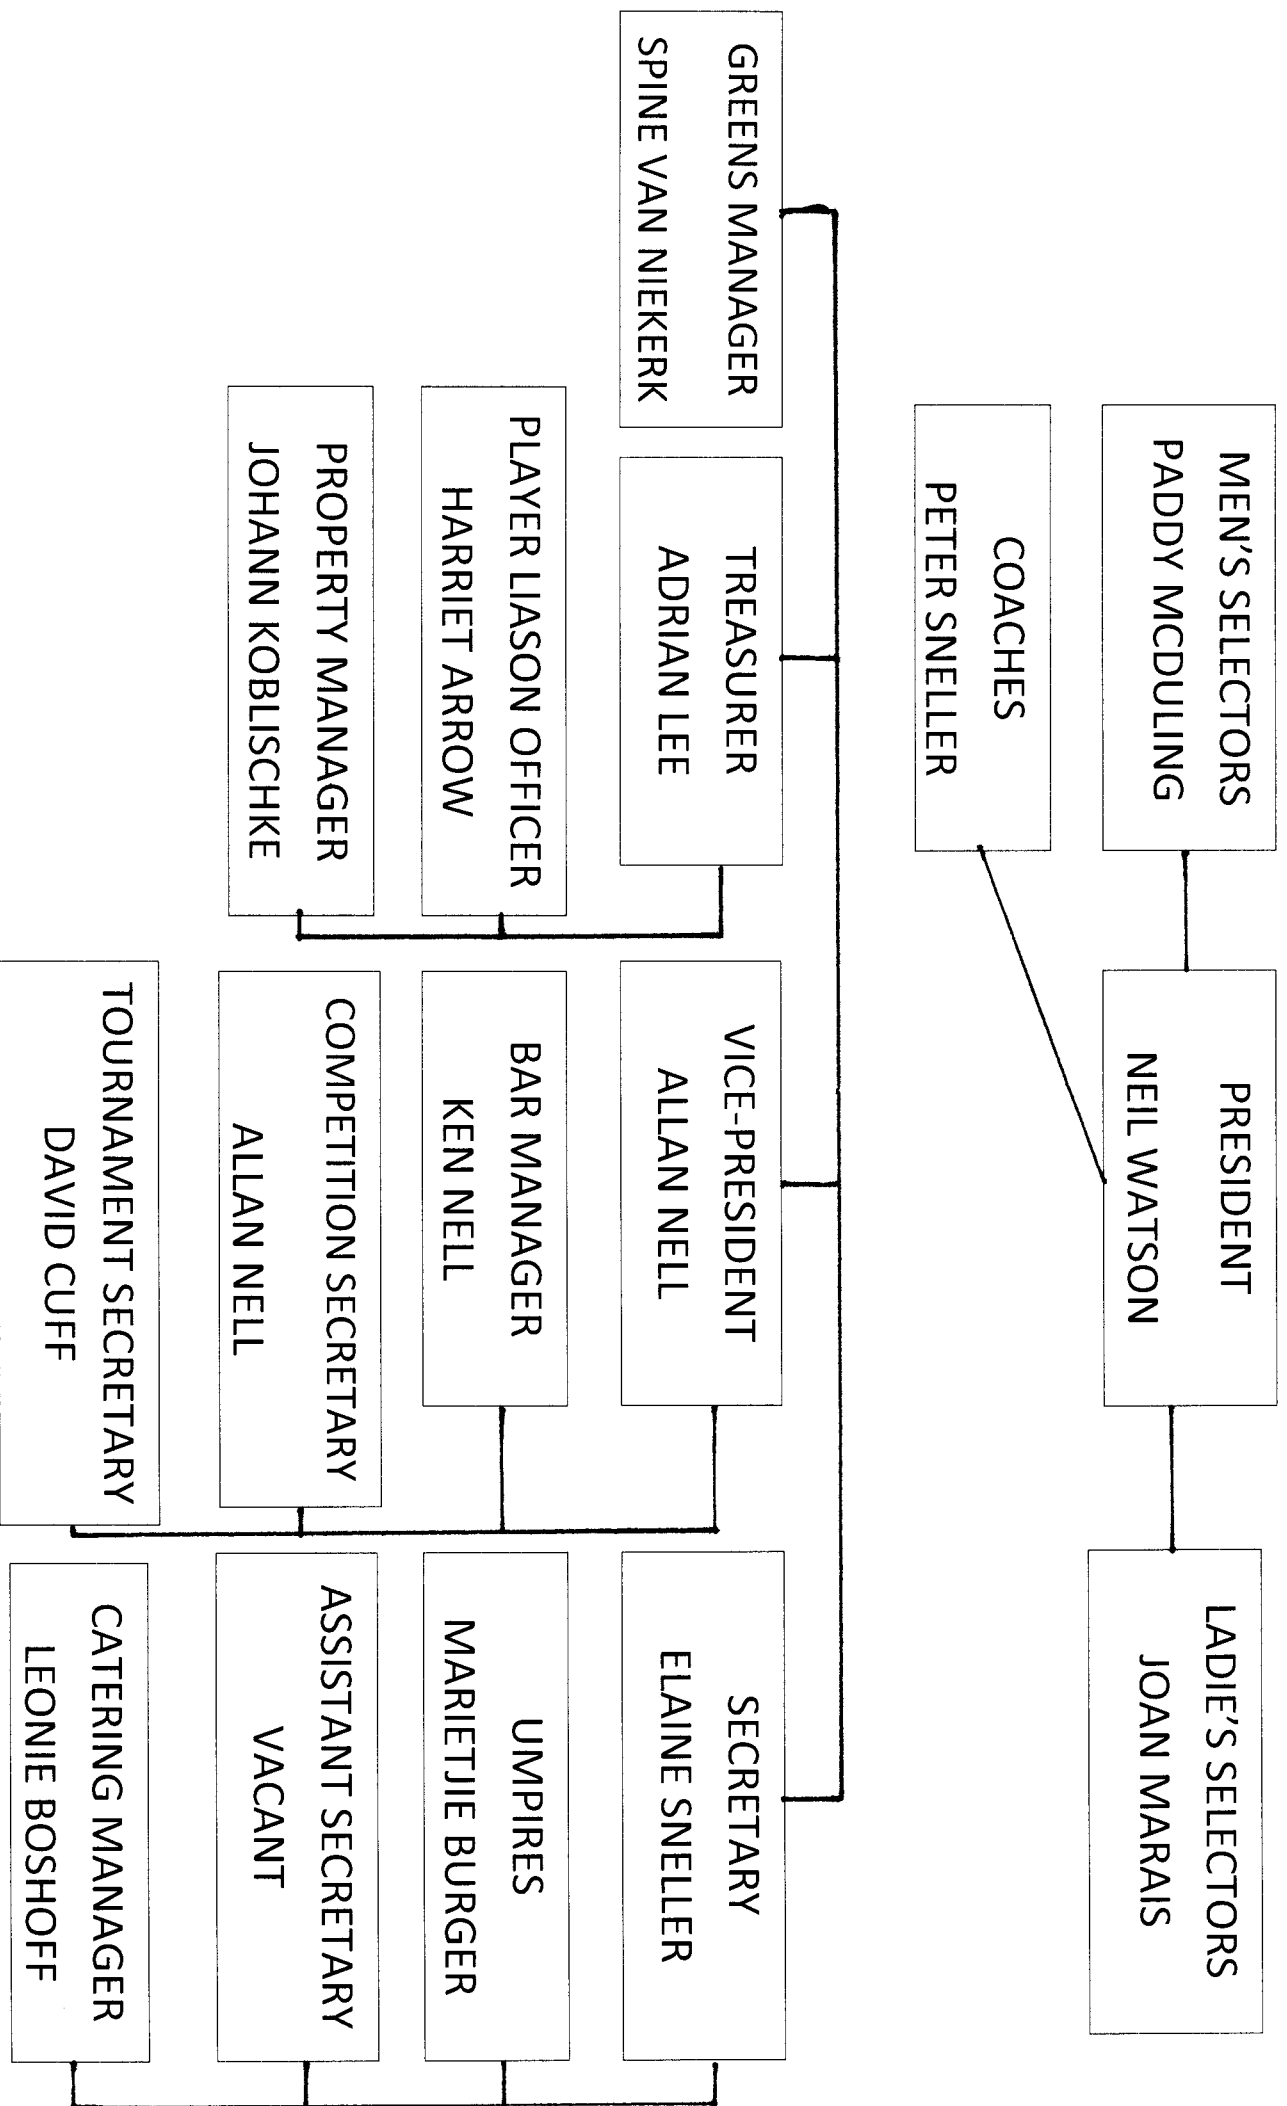 MEN'S SELECTORS
PADDY MCDULING
PRESIDENT
NEIL WATSON
LADIE'S SELECTORS
JOAN MARAIS
COACHES
PETER SNELLER
GREENS MANAGER
SPINE VAN NIEKERK
TREASURER
ADRIAN LEE
VICE-PRESIDENT
ALLAN NELL
SECRETARY
ELAINE SNELLER
PLAYER LIASON OFFICER
HARRIET ARROW
BAR MANAGER
KEN NELL
UMPIRES
MARIETJIE BURGER
PROPERTY MANAGER
JOHANN KOBLISCHKE
COMPETITION SECRETARY
ALLAN NELL
ASSISTANT SECRETARY
VACANT
TOURNAMENT SECRETARY
DAVID CUFF
CATERING MANAGER
LEONIE BOSHOFF